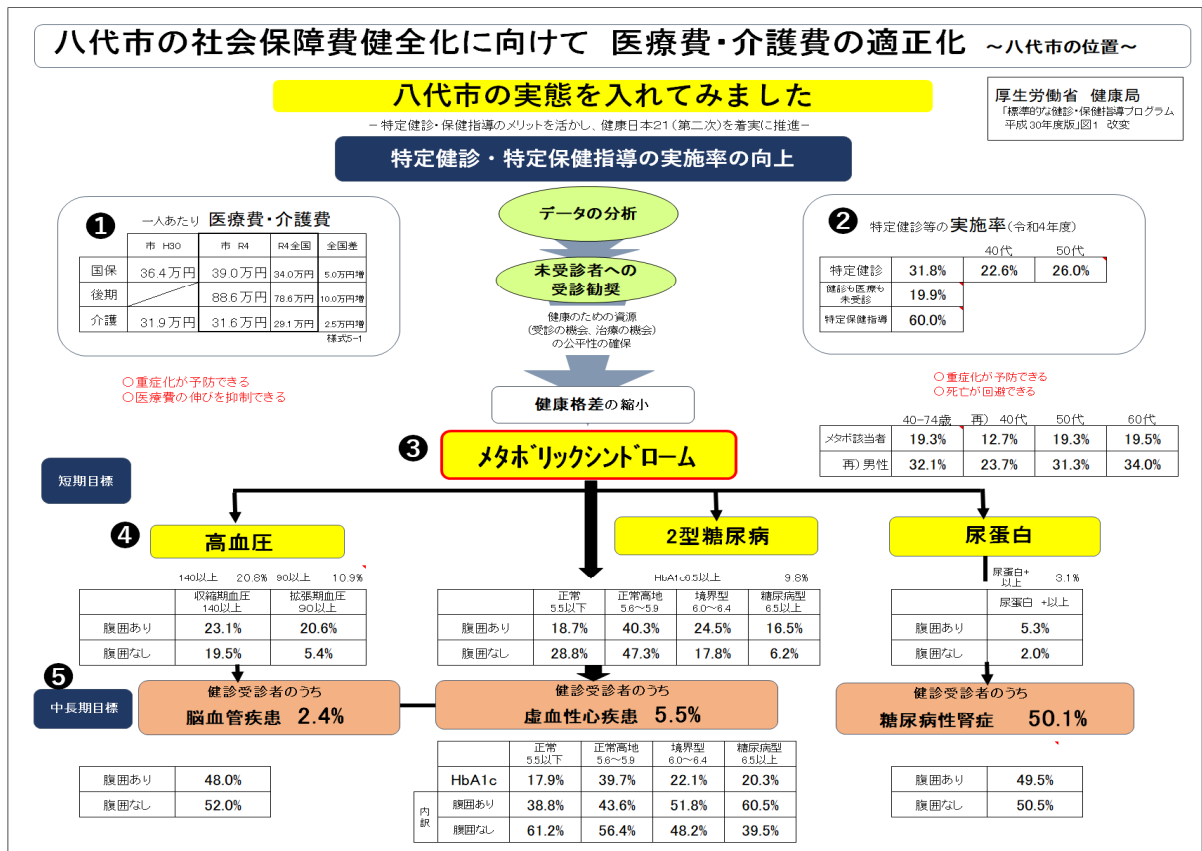 八代市の社会保障費健全化に向けて 医療費・介護費の適正化 ～八代市の位置～
八代市の実態を入れてみました
－特定健診・保健指導のメリットを活かし、健康日本21(第二次)を着実に推進－
厚生労働省 健康局
「標準的な健診・保健指導プログラム
平成30年度版」図1 改変
特定健診・特定保健指導の実施率の向上
❶ 一人あたり 医療費・介護費
市 H30 市 R4 R4全国 全国差
国保 36.4万円 39.0万円 34.0万円 5.0万円増
後期 88.6万円 78.6万円 10.0万円増
介護 31.9万円 31.6万円 29.1万円 2.5万円増
様式5-1
○重症化が予防できる
○医療費の伸びを抑制できる
データの分析
未受診者への
受診勧奨
健康のための資源
(受診の機会、治療の機会)
の公平性の確保
健康格差の縮小
❷ 特定健診等の実施率(令和4年度)
40代 50代
特定健診 31.8% 22.6% 26.0%
健診も医療も
未受診 19.9%
特定保健指導 60.0%
○重症化が予防できる
○死亡が回避できる
40-74歳 再) 40代 50代 60代
メタボ該当者 19.3% 12.7% 19.3% 19.5%
再)男性 32.1% 23.7% 31.3% 34.0%
❸ メタボリックシンドローム
短期目標
❹ 高血圧
140以上 20.8% 90以上 10.9%
収縮期血圧
140以上
拡張期血圧
90以上
腹囲あり 23.1% 20.6%
腹囲なし 19.5% 5.4%
2型糖尿病
HbA1c6.5以上 9.8%
正常
5.5以下
正常高地
5.6～5.9
境界型
6.0～6.4
糖尿病型
6.5以上
腹囲あり 18.7% 40.3% 24.5% 16.5%
腹囲なし 28.8% 47.3% 17.8% 6.2%
尿蛋白
尿蛋白+
以上 3.1%
尿蛋白 +以上
腹囲あり 5.3%
腹囲なし 2.0%
❺
中長期目標
健診受診者のうち
脳血管疾患 2.4%
腹囲あり 48.0%
腹囲なし 52.0%
健診受診者のうち
虚血性心疾患 5.5%
正常
5.5以下
正常高地
5.6～5.9
境界型
6.0～6.4
糖尿病型
6.5以上
HbA1c 17.9% 39.7% 22.1% 20.3%
内訳
腹囲あり 38.8% 43.6% 51.8% 60.5%
腹囲なし 61.2% 56.4% 48.2% 39.5%
健診受診者のうち
糖尿病性腎症 50.1%
腹囲あり 49.5%
腹囲なし 50.5%